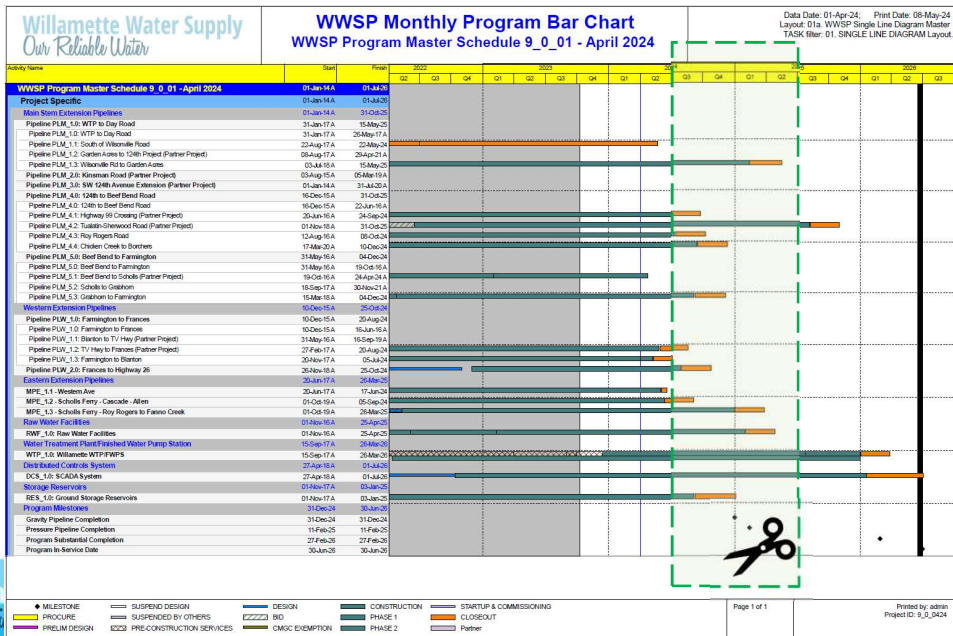 Willamette Water Supply
Our Reliable Water
WWSP Monthly Program Bar Chart
WWSP Program Master Schedule 9_0_01 - April 2024
Data Date: 01-Apr-24; Print Date: 08-May-24
Layout: 01a. WWSP Single Line Diagram Master
TASK filter: 01. SINGLE LINE DIAGRAM Layout.
Activity Name Start Finish 2022 2023 2026
Q2 Q3 Q4 Q1 Q2 Q3 Q4 Q1 Q2 Q3 Q4 Q1 Q2 Q3 Q4 Q1 Q2 Q3
WWSP Program Master Schedule 9_0_01 -April 2024 01-Jan-14 A 01-Jul-26
Project Specific 01-Jan-14 A 01-Jul-26
Main Stem Extension Pipelines 01-Jan-14 A 31-Oct-25
Pipeline PLM_1.0: WTP to Day Road 31-Jan-17 A 15-May-25
Pipeline PLM_1.0: WTP to Day Road 31-Jan-17 A 26-May-17 A
Pipeline PLM_1.1: South of Wilsonville Road 22-Aug-17 A 22-May-24
Pipeline PLM_1.2: Garden Acres to 124th Project (Partner Project) 08-Aug-17 A 29-Apr-21 A
Pipeline PLM_1.3: Wilsonville Rd to Garden Acres 03-Jul-18 A 15-May-25
Pipeline PLM_2.0: Kinsman Road (Partner Project) 03-Aug-15 A 05-Mar-19 A
Pipeline PLM_3.0: SW 124th Avenue Extension (Partner Project) 01-Jan-14 A 31-Jul-20 A
Pipeline PLM_4.0: 124th to Beef Bend Road 16-Dec-15 A 31-Oct-25
Pipeline PLM_4.0: 124th to Beef Bend Road 16-Dec-15 A 22-Jun-16 A
Pipeline PLM_4.1: Highway 99 Crossing (Partner Project) 20-Jun-16 A 24-Sep-24
Pipeline PLM_4.2: Tualatin-Sherwood Road (Partner Project) 01-Nov-18 A 31-Oct-25
Pipeline PLM_4.3: Roy Rogers Road 12-Aug-16 A 08-Oct-24
Pipeline PLM_4.4: Chicken Creek to Borchers 17-Mar-20 A 10-Dec-24
Pipeline PLM_5.0: Beef Bend to Farmington 31-May-16 A 04-Dec-24
Pipeline PLM_5.0: Beef Bend to Farmington 31-May-16 A 19-Oct-16 A
Pipeline PLM_5.1: Beef Bend to Scholls (Partner Project) 19-Oct-16 A 24-Apr-24 A
Pipeline PLM_5.2: Scholls to Grabhorn 18-Sep-17 A 30-Nov-21 A
Pipeline PLM_5.3: Grabhorn to Farmington 15-Mar-18 A 04-Dec-24
Western Extension Pipelines 10-Dec-15 A 25-Oct-24
Pipeline PLW_1.0: Farmington to Frances 10-Dec-15 A 20-Aug-24
Pipeline PLW_1.0: Farmington to Frances 10-Dec-15 A 16-Jun-16 A
Pipeline PLW_1.1: Blanton to TV Hwy (Partner Project) 31-May-16 A 16-Sep-19 A
Pipeline PLW_1.2: TV Hwy to Frances (Partner Project) 27-Feb-17 A 20-Aug-24
Pipeline PLW_1.3: Farmington to Blanton 20-Nov-17 A 05-Jul-24
Pipeline PLW_2.0: Frances to Highway 26 26-Nov-18 A 25-Oct-24
Eastern Extension Pipelines 20-Jun-17 A 26-Mar-25
MPE_1.1 - Western Ave 20-Jun-17 A 17-Jun-24
MPE_1.2 - Scholls Ferry - Cascade - Allen 01-Oct-19 A 05-Sep-24
MPE_1.3 - Scholls Ferry - Roy Rogers to Fanno Creek 01-Oct-19 A 26-Mar-25
Raw Water Facilities 01-Nov-16 A 25-Apr-25
RWF_1.0: Raw Water Facilities 01-Nov-16 A 25-Apr-25
Water Treatment Plant/Finished Water Pump Station 15-Sep-17 A 26-Mar-26
WTP_1.0: Willamette WTP/FWPS 15-Sep-17 A 26-Mar-26
Distributed Controls System 27-Apr-18 A 01-Jul-26
DCS_1.0: SCADA System 27-Apr-18 A 01-Jul-26
Storage Reservoirs 01-Nov-17 A 03-Jan-25
RES_1.0: Ground Storage Reservoirs 01-Nov-17 A 03-Jan-25
Program Milestones 31-Dec-24 30-Jun-26
Gravity Pipeline Completion 31-Dec-24 31-Dec-24
Pressure Pipeline Completion 11-Feb-25 11-Feb-25
Program Substantial Completion 27-Feb-26 27-Feb-26
Program In-Service Date 30-Jun-26 30-Jun-26
MILESTONE SUSPEND DESIGN DESIGN CONSTRUCTION STARTUP & COMMISSIONING
PROCURE SUSPENDED BY OTHERS BID PHASE 1 CLOSEOUT
PRELIM DESIGN PRE-CONSTRUCTION SERVICES CMGC EXEMPTION PHASE 2 Partner
Page 1 of 1
Printed by: admin
Project ID: 9_0_0424